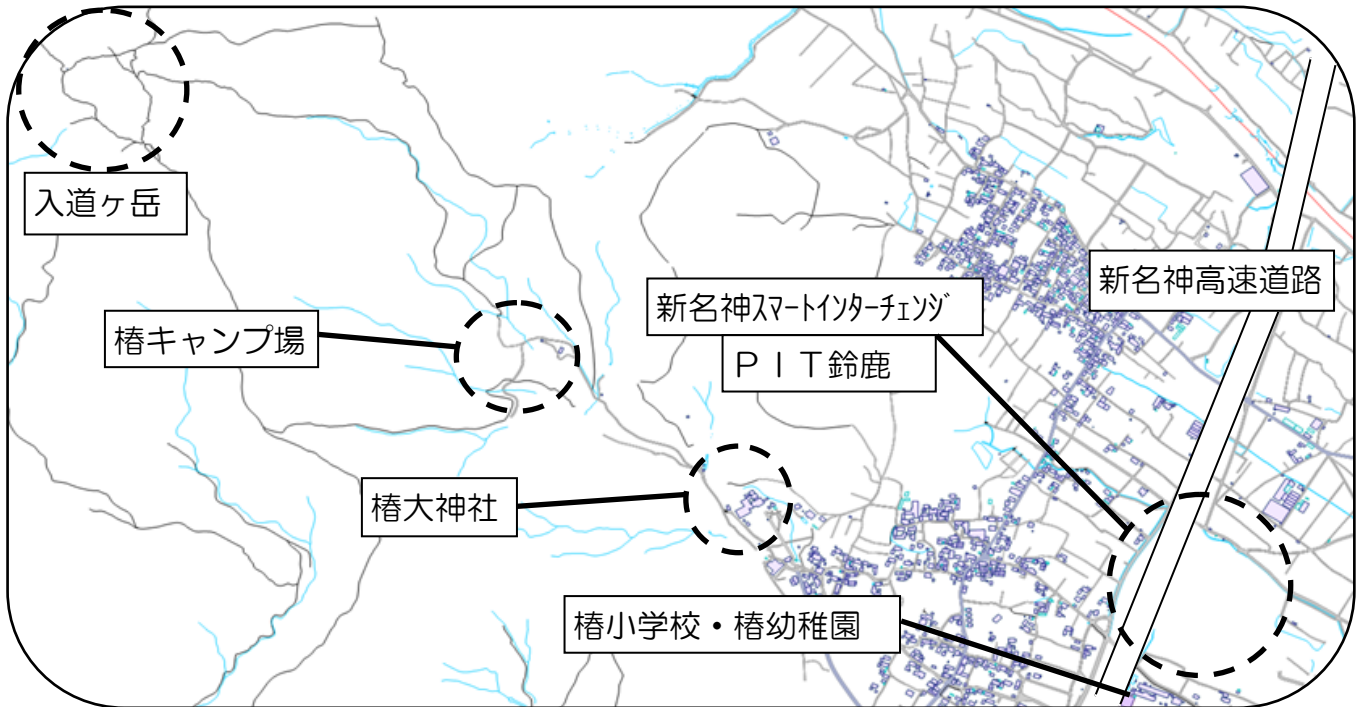 入道ヶ岳
新名神高速道路
新名神ｽﾏｰﾄｲﾝﾀｰﾁｪﾝｼﾞ
ＰＩＴ鈴鹿
椿キャンプ場
椿大神社
椿小学校・椿幼稚園